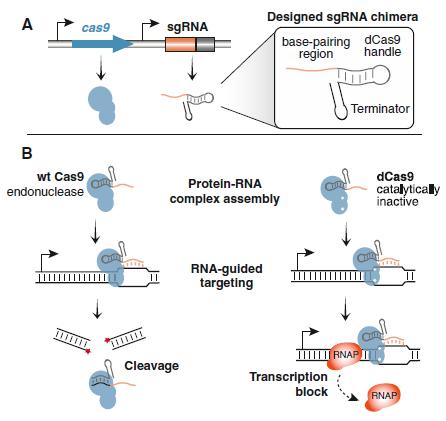 A
cas9
sgRNA
Designed sgRNA chimera
base-pairing
region
dCas9
handle
Terminator
B
wt Cas9
endonuclease
Protein-RNA
complex assembly
dCas9
catalytically
inactive
RNA-guided
targeting
Cleavage
RNAP
Transcription
block
RNAP